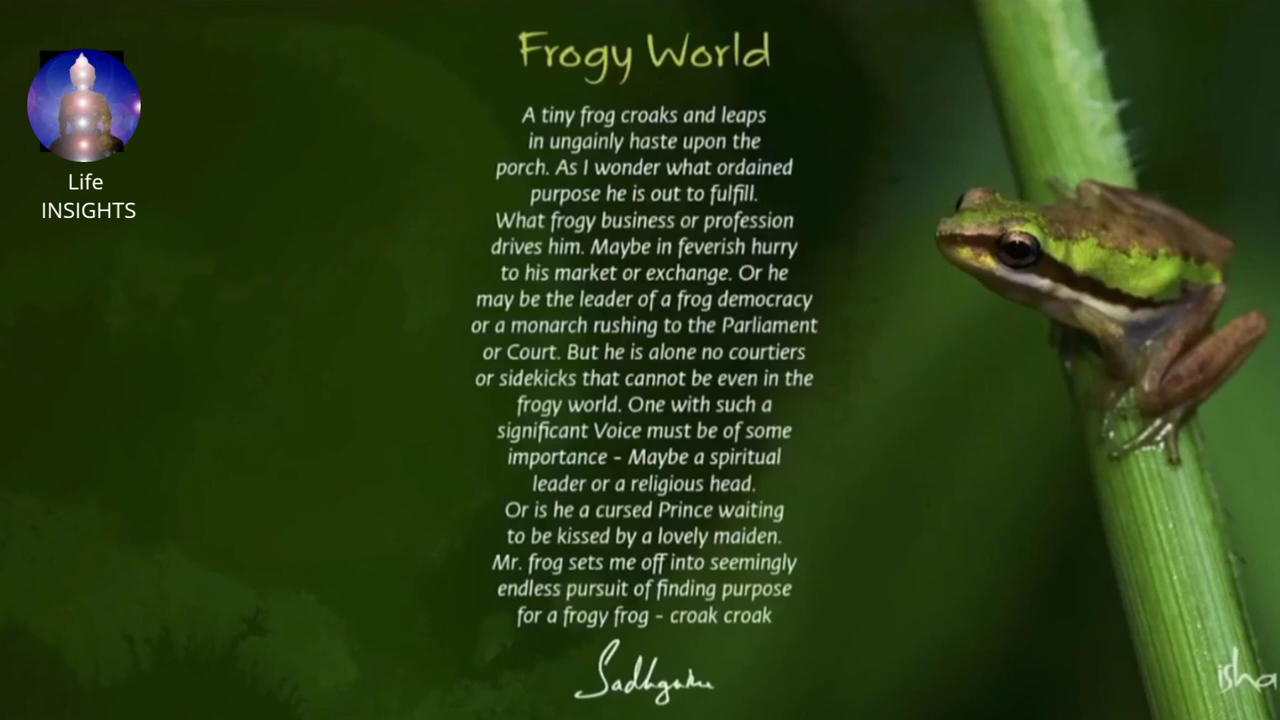 Frogy World
Life
INSIGHTS
A tiny frog croaks and leaps
in ungainly haste upon the
porch. As I wonder what ordained
purpose he is out to fulfill.
What frogy business or profession
drives him. Maybe in feverish hurry
to his market or exchange. Or he
may be the leader of a frog democracy
or a monarch rushing to the Parliament
or Court. But he is alone no courtiers
or sidekicks that cannot be even in the
frogy world. One with such a
significant Voice must be of some
importance - Maybe a spiritual
leader or a religious head.
Or is he a cursed Prince waiting
to be kissed by a lovely maiden.
Mr. frog sets me off into seemingly
endless pursuit of finding purpose
for a frogy frog - croak croak
Sadhguru
isha